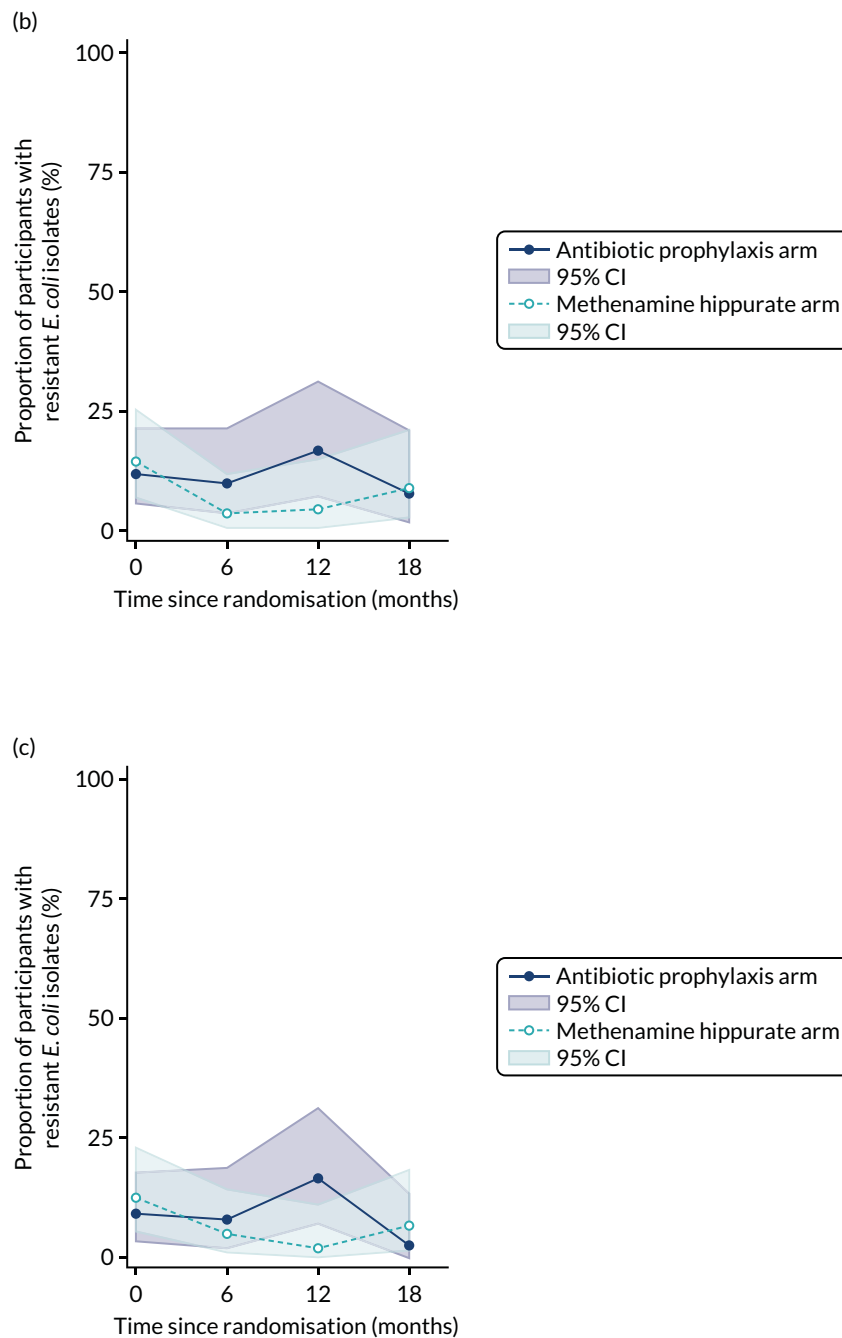 (b)
100
75
50
25
0
Proportion of participants with
resistant E. coli isolates (%)
0 6 12 18
Time since randomisation (months)
Antibiotic prophylaxis arm
95% CI
Methenamine hippurate arm
95% CI
(c)
100
75
50
25
0
Proportion of participants with
resistant E. coli isolates (%)
0 6 12 18
Time since randomisation (months)
Antibiotic prophylaxis arm
95% CI
Methenamine hippurate arm
95% CI